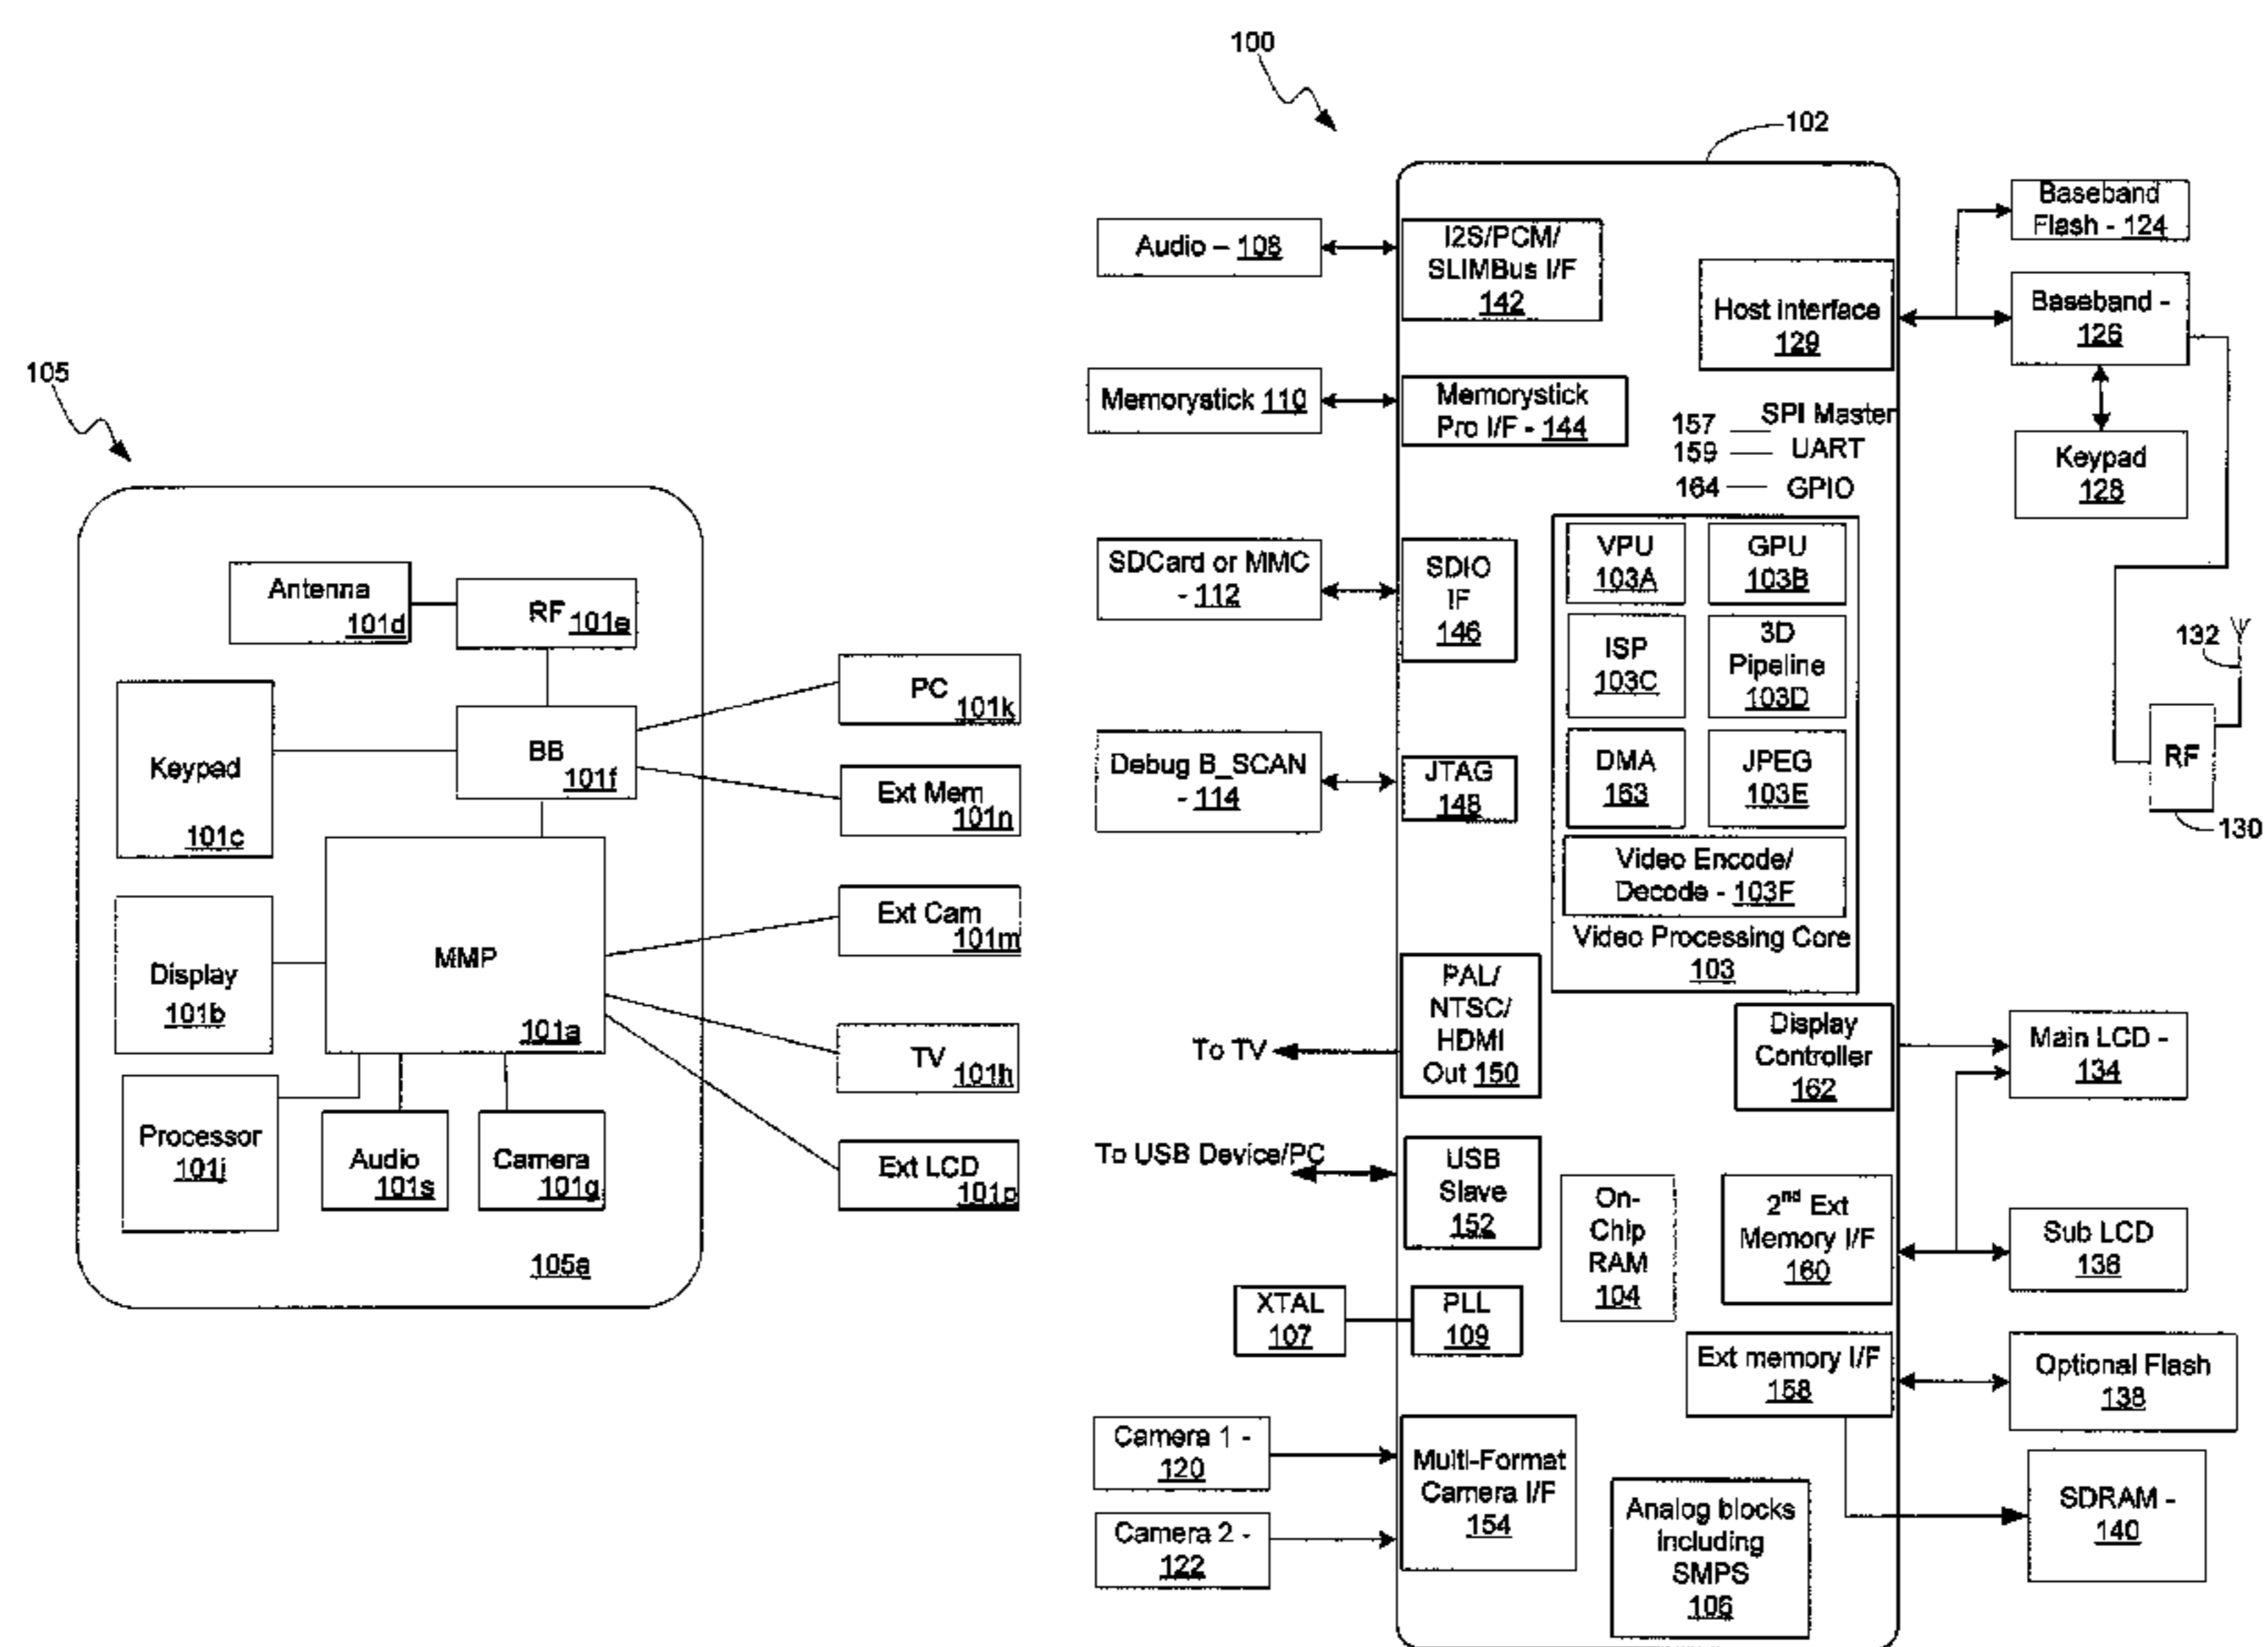 105
Antenna
101d
RF 101e
Keypad
101c
BB
101f
Display
101b
MMP
101a
Processor
101j
Audio
101s
Camera
101g
105a
PC
101k
Ext Mem
101n
Ext Cam
101m
TV
101h
Ext LCD
101p
100
102
Audio – 108
I2S/PCM/
SLIMBus I/F
142
Memorystick 110
Memorystick
Pro I/F - 144
SDCard or MMC
- 112
SDIO
IF
146
Debug B_SCAN
- 114
JTAG
148
To TV
PAL/
NTSC/
HDMI
Out 150
To USB Device/PC
USB
Slave
152
XTAL
107
PLL
109
Camera 1 -
120
Camera 2 -
122
Multi-Format
Camera I/F
154
Host interface
129
157
SPI Master
159
UART
164
GPIO
VPU
103A
GPU
103B
ISP
103C
3D
Pipeline
103D
DMA
163
JPEG
103E
Video Encode/
Decode - 103F
Video Processing Core
103
Display
Controller
162
On-
Chip
RAM
104
2nd Ext
Memory I/F
160
Ext memory I/F
158
Analog blocks
including
SMPS
106
Baseband
Flash - 124
Baseband -
126
Keypad
128
132
RF
130
Main LCD -
134
Sub LCD
136
Optional Flash
138
SDRAM -
140